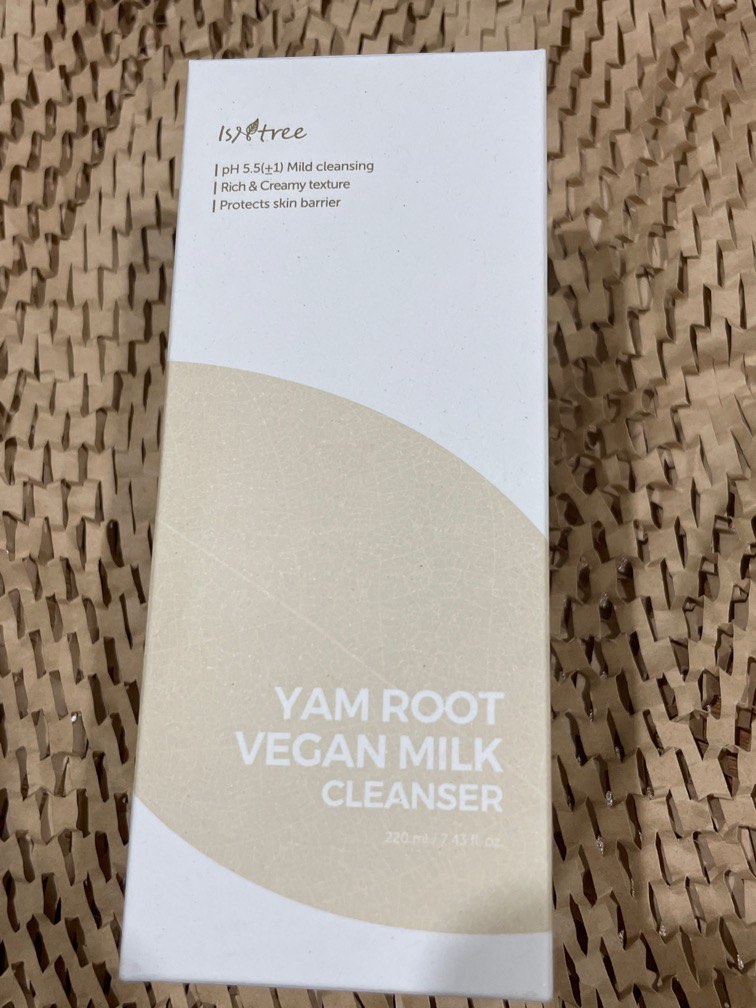 Isntree
| pH 5.5(±1) Mild cleansing
| Rich & Creamy texture
| Protects skin barrier
YAM ROOT
VEGAN MILK
CLEANSER
220 ml / 7.43 fl. oz.